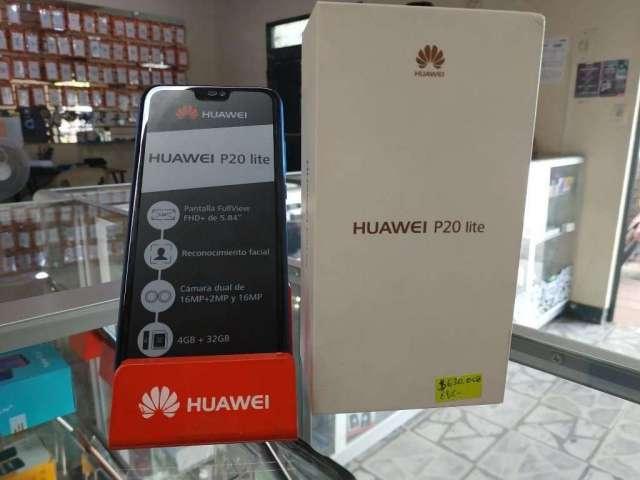 HUAWEI
HUAWEI P20 lite
Pantalla FullView
FHD+ de 5.84"
Reconocimiento facial
Cámara dual de
16MP+2MP y 16MP
4GB + 32GB
HUAWEI
HUAWEI
HUAWEI P20 lite